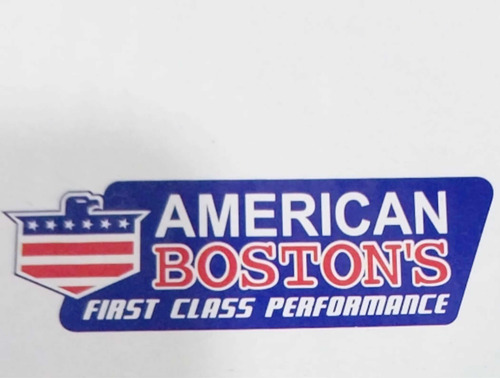 AMERICAN
BOSTON'S
FIRST CLASS PERFORMANCE